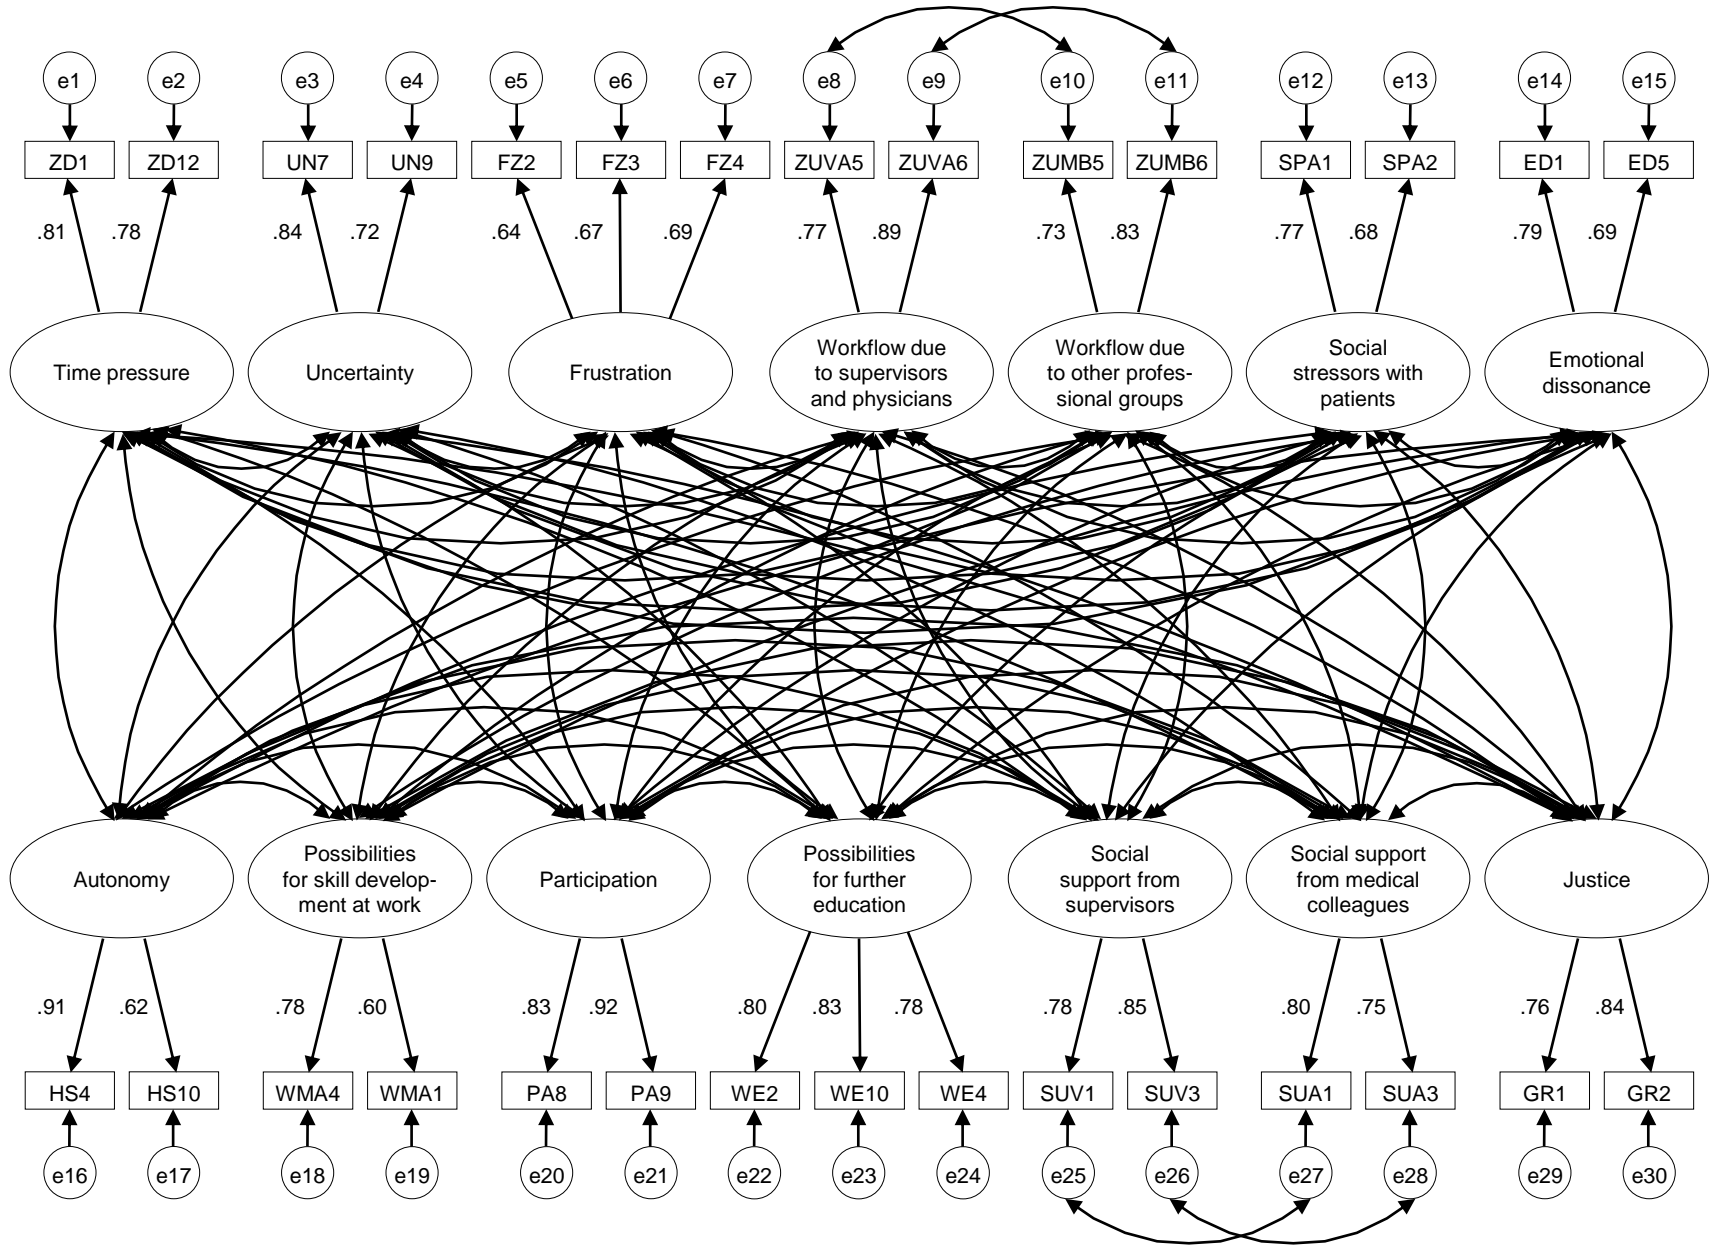 e1 e2 e3 e4 e5 e6 e7 e8 e9 e10 e11 e12 e13 e14 e15
ZD1 ZD12 UN7 UN9 FZ2 FZ3 FZ4 ZUVA5 ZUVA6 ZUMB5 ZUMB6 SPA1 SPA2 ED1 ED5
.81 .78 .84 .72 .64 .67 .69 .77 .89 .73 .83 .77 .68 .79 .69
Time pressure
Uncertainty
Frustration
Workflow due
to supervisors
and physicians
Workflow due
to other profes-
sional groups
Social
stressors with
patients
Emotional
dissonance
Autonomy
Possibilities
for skill develop-
ment at work
Participation
Possibilities
for further
education
Social
support from
supervisors
Social support
from medical
colleagues
Justice
.91 .62 .78 .60 .83 .92 .80 .83 .78 .78 .85 .80 .75 .76 .84
HS4 HS10 WMA4 WMA1 PA8 PA9 WE2 WE10 WE4 SUV1 SUV3 SUA1 SUA3 GR1 GR2
e16 e17 e18 e19 e20 e21 e22 e23 e24 e25 e26 e27 e28 e29 e30